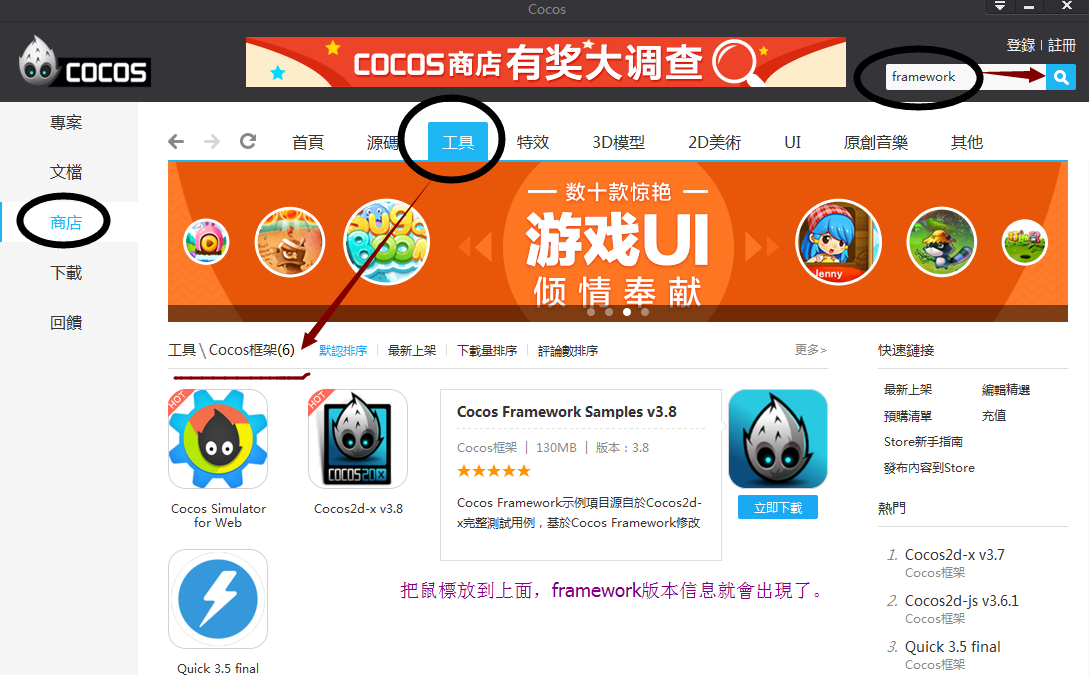 Cocos
COCOS
COCOS商店有奖大调查
登錄 | 註冊
framework
專案
文檔
商店
下載
回饋
首頁
源碼
工具
特效
3D模型
2D美術
UI
原創音樂
其他
数十款惊艳
游戏UI
倾情奉献
Jenny
工具 \ Cocos框架(6)
默認排序
最新上架
下載量排序
評論數排序
更多>
HOT
Cocos Simulator
for Web
HOT
COCOS2DX
Cocos2d-x v3.8
Cocos Framework Samples v3.8
Cocos框架 | 130MB | 版本：3.8
Cocos Framework示例項目源自於Cocos2d-
x完整測試用例，基於Cocos Framework修改
立即下載
把鼠標放到上面，framework版本信息就會出現了。
Quick 3.5 final
快速鏈接
最新上架
編輯精選
預購清單
充值
Store新手指南
發布內容到Store
熱門
1. Cocos2d-x v3.7
Cocos框架
2. Cocos2d-js v3.6.1
Cocos框架
3. Quick 3.5 final
Cocos框架